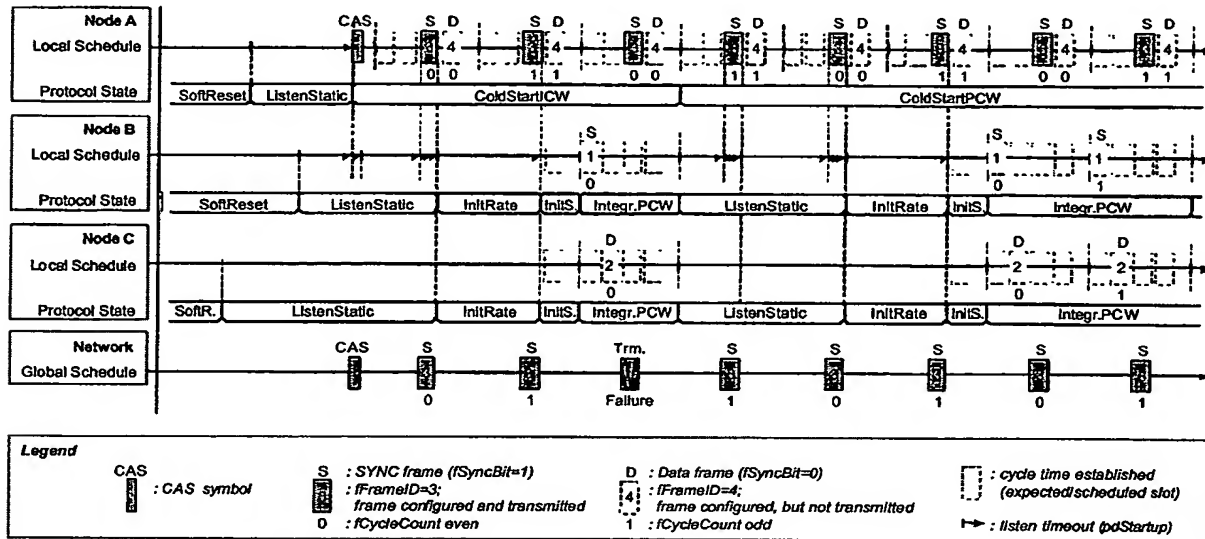 Node A
CAS S D S D S D S D S D S D S D S D
Local Schedule 4 4 4 4 4 4 4 4
0 0 1 1 0 0 1 1 0 0 1 1 0 0 1 1
Protocol State SoftReset ListenStatic ColdStartICW ColdStartPCW
Node B
S S S
Local Schedule 1 1 1
0 0 1
Protocol State SoftReset ListenStatic InitRate InitS. Integr.PCW ListenStatic InitRate InitS. Integr.PCW
Node C
D D D
Local Schedule 2 2 2
0 0 1
Protocol State SoftR. ListenStatic InitRate InitS. Integr.PCW ListenStatic InitRate InitS. Integr.PCW
Network CAS S S Trm. S S S S S
Global Schedule
0 1 Failure 1 0 1 0 1
Legend
CAS S : SYNC frame (fSyncBit=1) D : Data frame (fSyncBit=0) : cycle time established
: CAS symbol : fFrameID=3; 4 : fFrameID=4; (expected/scheduled slot)
frame configured and transmitted frame configured, but not transmitted
0 : fCycleCount even 1 : fCycleCount odd : listen timeout (pdStartup)